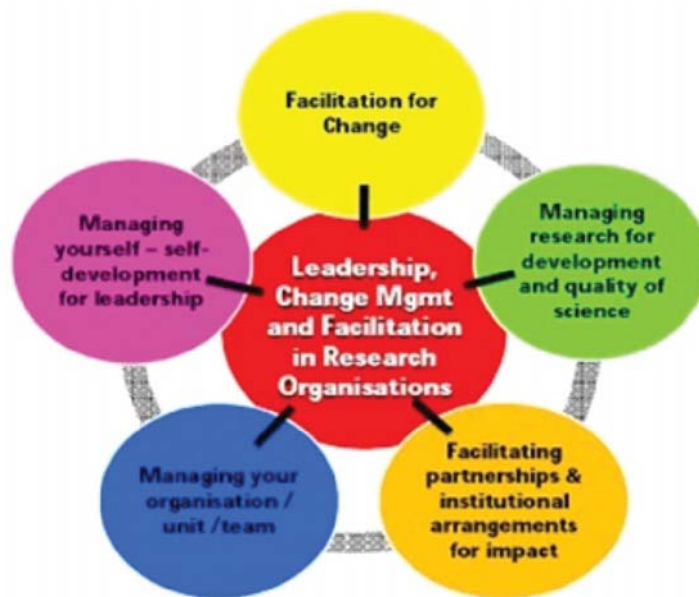 Facilitation for
Change
Managing
yourself – self-
development
for leadership
Managing
research for
development
and quality of
science
Leadership,
Change Mgmt
and Facilitation
in Research
Organisations
Managing your
organisation /
unit /team
Facilitating
partnerships &
institutional
arrangements
for impact